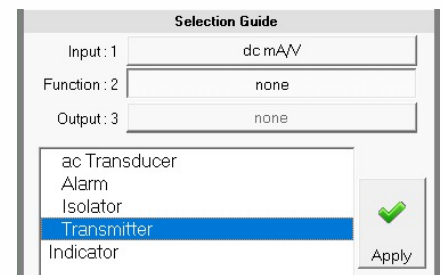 Selection Guide
Input : 1 dc mA/V
Function : 2 none
Output : 3 none
ac Transducer
Alarm
Isolator
Transmitter
Indicator
Apply